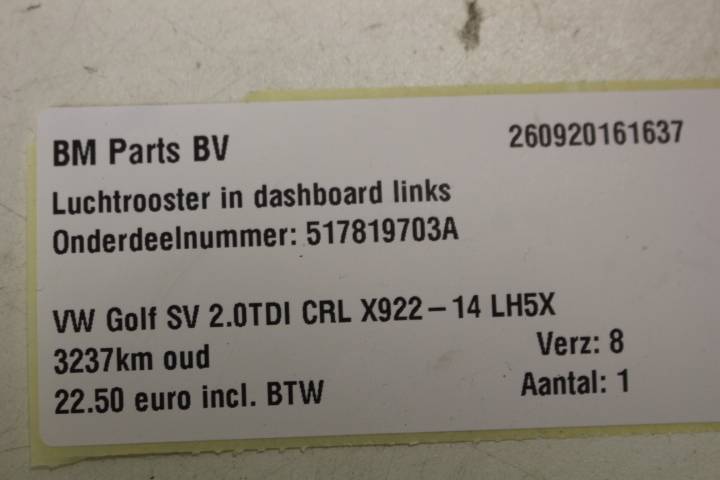 BM Parts BV
260920161637
Luchtrooster in dashboard links
Onderdeelnummer: 517819703A
VW Golf SV 2.0TDI CRL X922-14 LH5X
3237km oud
Verz: 8
22.50 euro incl. BTW
Aantal: 1